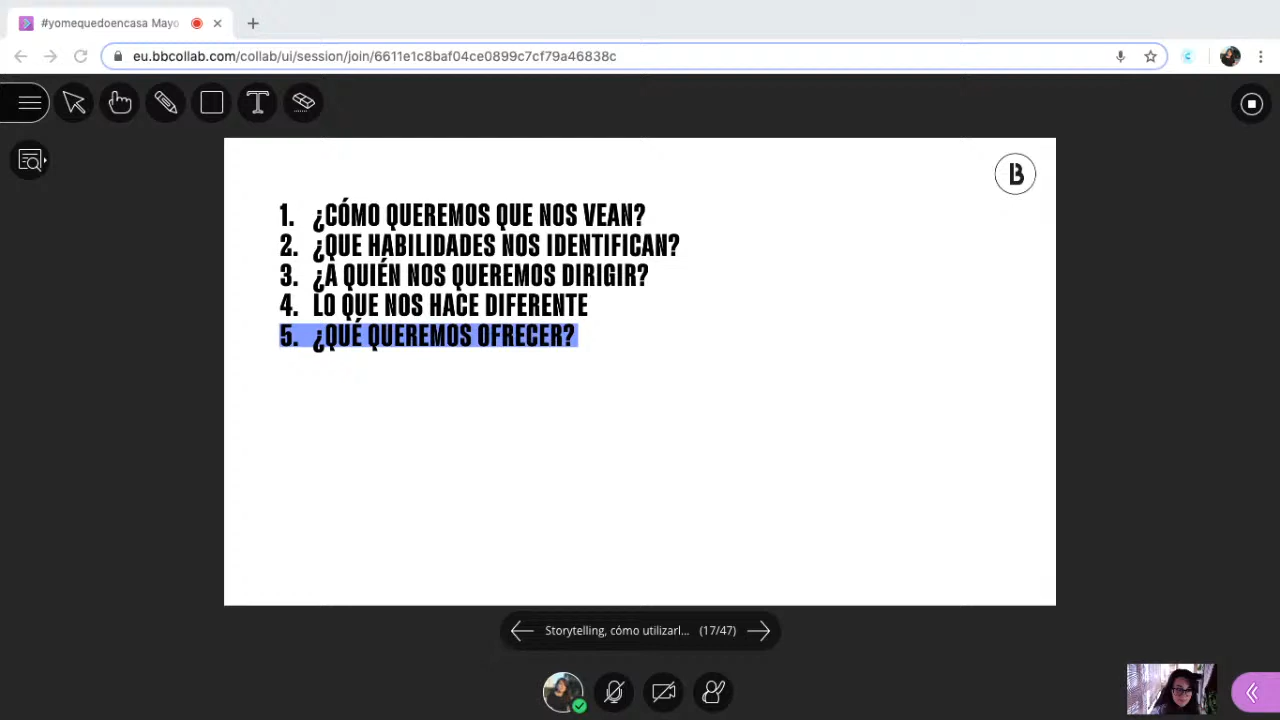 #yomequedoencasa Mayo
eu.bbcollab.com/collab/ui/session/join/6611e1c8baf04ce0899c7cf79a46838c
B
1. ¿CÓMO QUEREMOS QUE NOS VEAN?
2. ¿QUE HABILIDADES NOS IDENTIFICAN?
3. ¿A QUIÉN NOS QUEREMOS DIRIGIR?
4. LO QUE NOS HACE DIFERENTE
5. ¿QUÉ QUEREMOS OFRECER?
Storytelling, cómo utilizarl... (17/47)